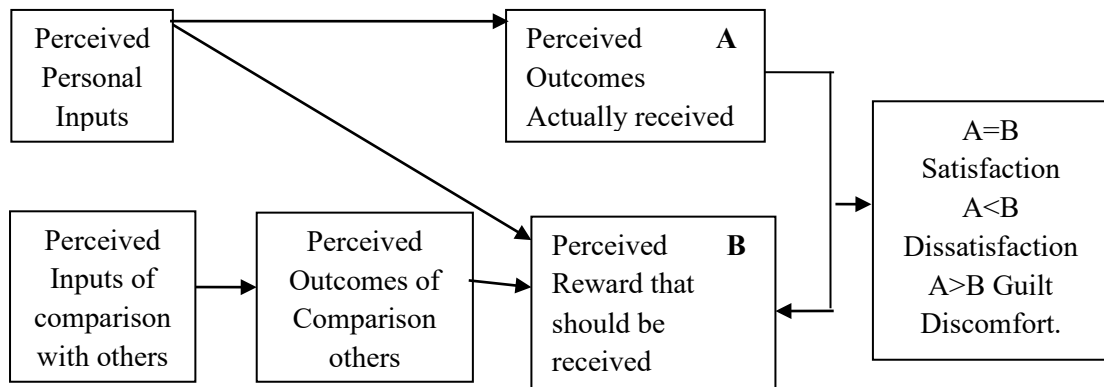 Perceived
Personal
Inputs
Perceived A
Outcomes
Actually received
A=B
Satisfaction
A<B
Dissatisfaction
A>B Guilt
Discomfort.
Perceived
Inputs of
comparison
with others
Perceived
Outcomes of
Comparison
others
Perceived B
Reward that
should be
received